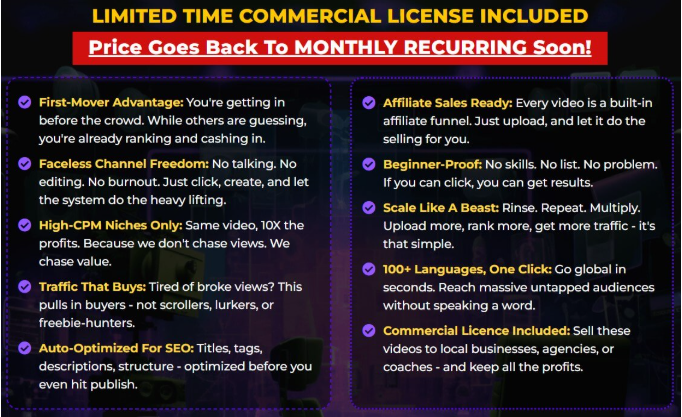 LIMITED TIME COMMERCIAL LICENSE INCLUDED
Price Goes Back To MONTHLY RECURRING Soon!
First-Mover Advantage: You're getting in
before the crowd. While others are guessing,
you're already ranking and cashing in.
Faceless Channel Freedom: No talking. No
editing. No burnout. Just click, create, and let
the system do the heavy lifting.
High-CPM Niches Only: Same video, 10X the
profits. Because we don't chase views. We
chase value.
Traffic That Buys: Tired of broke views? This
pulls in buyers - not scrollers, lurkers, or
freebie-hunters.
Auto-Optimized For SEO: Titles, tags,
descriptions, structure - optimized before you
even hit publish.
Affiliate Sales Ready: Every video is a built-in
affiliate funnel. Just upload, and let it do the
selling for you.
Beginner-Proof: No skills. No list. No problem.
If you can click, you can get results.
Scale Like A Beast: Rinse. Repeat. Multiply.
Upload more, rank more, get more traffic - it's
that simple.
100+ Languages, One Click: Go global in
seconds. Reach massive untapped audiences
without speaking a word.
Commercial Licence Included: Sell these
videos to local businesses, agencies, or
coaches - and keep all the profits.